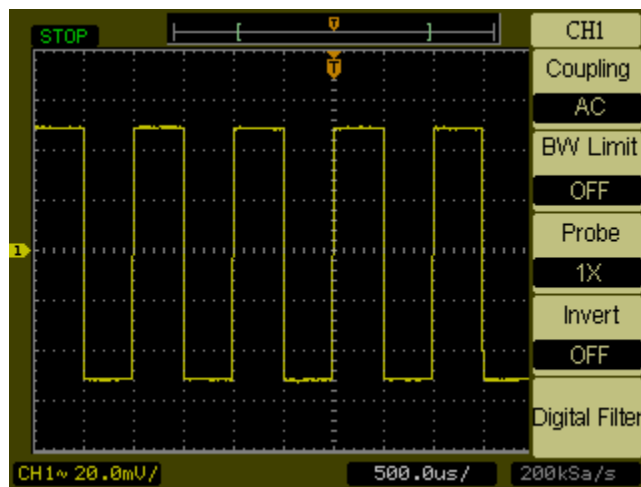 STOP
T
CH1
T
Coupling
AC
BW Limit
OFF
Probe
1X
1
Invert
OFF
Digital Filter
CH1~ 20.0mV/ 500.0us/ 200kSa/s